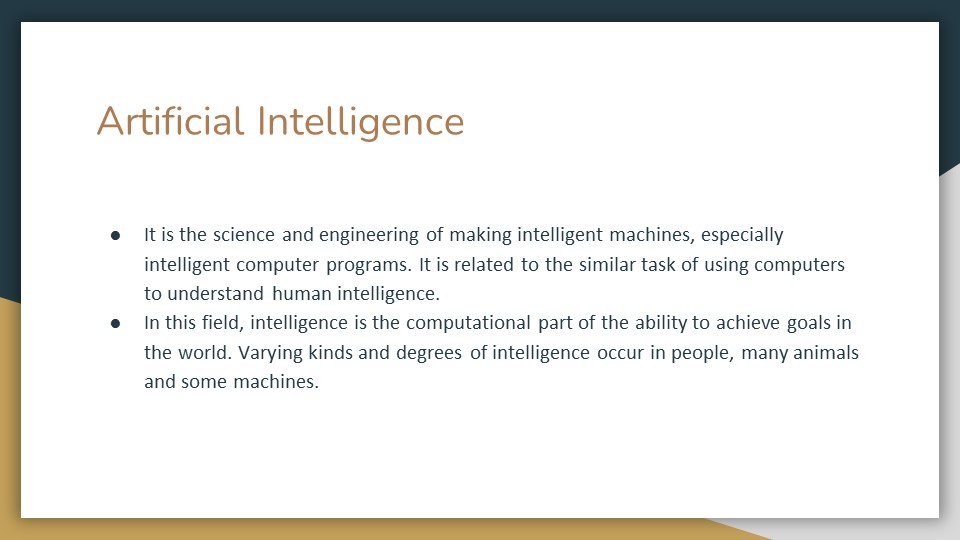 Artificial Intelligence
● It is the science and engineering of making intelligent machines, especially
intelligent computer programs. It is related to the similar task of using computers
to understand human intelligence.
● In this field, intelligence is the computational part of the ability to achieve goals in
the world. Varying kinds and degrees of intelligence occur in people, many animals
and some machines.